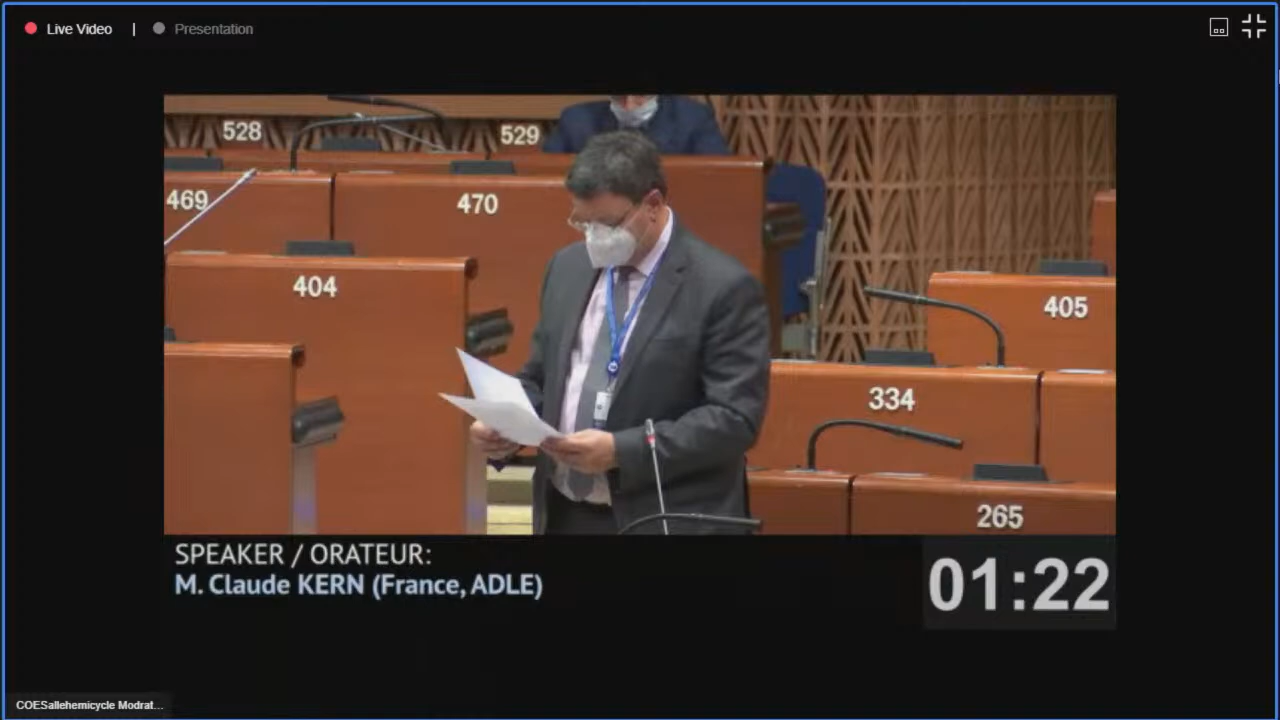 Live Video | Presentation
528
529
469
470
404
405
334
265
SPEAKER / ORATEUR:
M. Claude KERN (France, ADLE)
01:22
COESallehemicycle Modrat...